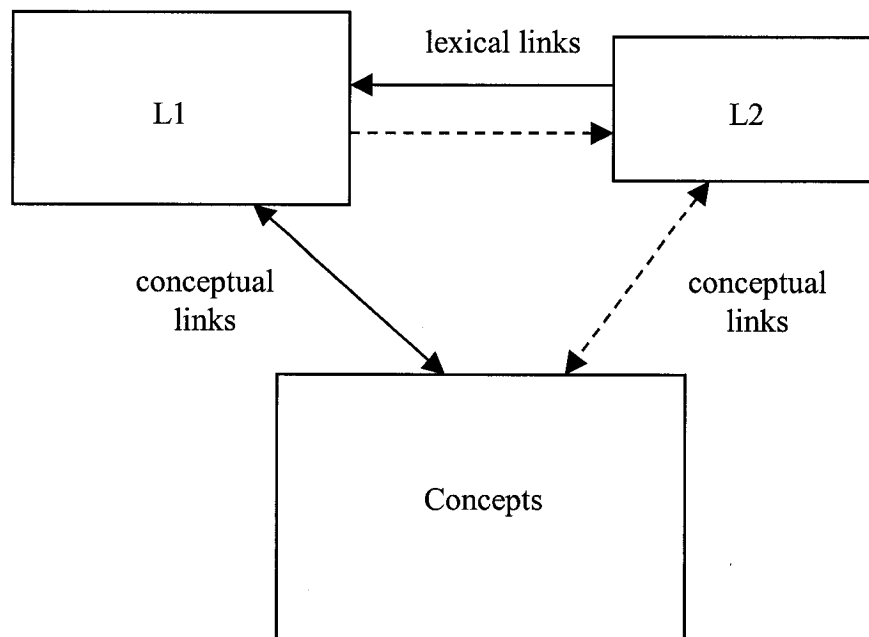 lexical links
L1
L2
conceptual
links
conceptual
links
Concepts